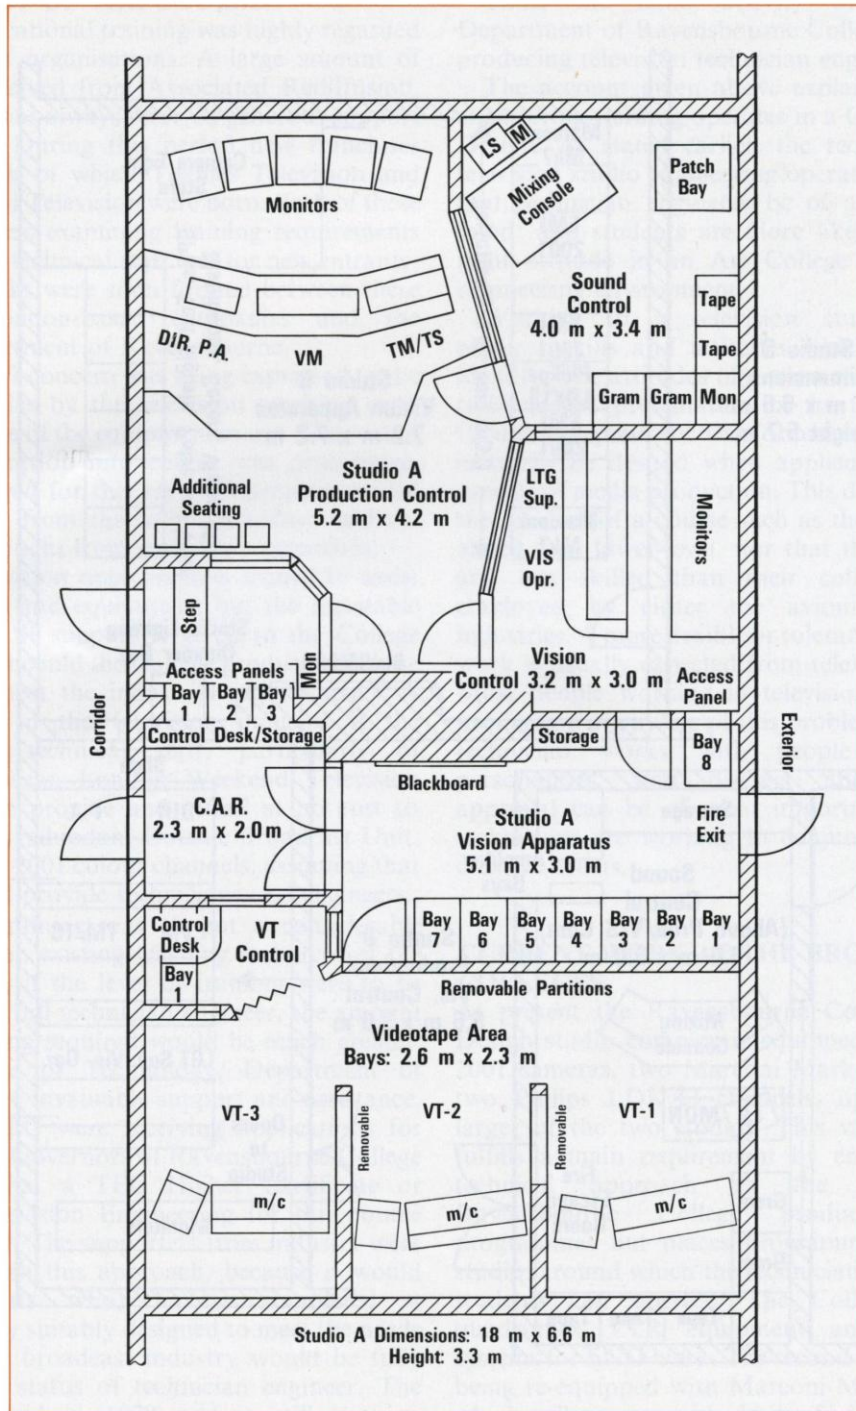 LS
M
Mixing
Console
Patch
Bay
Monitors
Sound
Control
4.0 m x 3.4 m
Tape
Tape
Gram
Gram
Mon
DIR. P.A.
VM
TM/TS
Studio A
Production Control
5.2 m x 4.2 m
Additional
Seating
LTG
Sup.
VIS
Opr.
Monitors
Step
Mon
Vision
Control 3.2 m x 3.0 m
Access
Panel
Access Panels
Bay
1
Bay
2
Bay
3
Control Desk/Storage
Storage
Bay
8
Corridor
Exterior
Blackboard
C.A.R.
2.3 m x 2.0 m
Studio A
Vision Apparatus
5.1 m x 3.0 m
Fire
Exit
Control
Desk
Bay
1
VT
Control
Bay
6
Bay
5
Bay
4
Bay
3
Bay
2
Bay
1
Removable Partitions
Videotape Area
Bays: 2.6 m x 2.3 m
VT-3
Removable
VT-2
Removable
VT-1
m/c
m/c
m/c
Studio A Dimensions: 18 m x 6.6 m
Height: 3.3 m